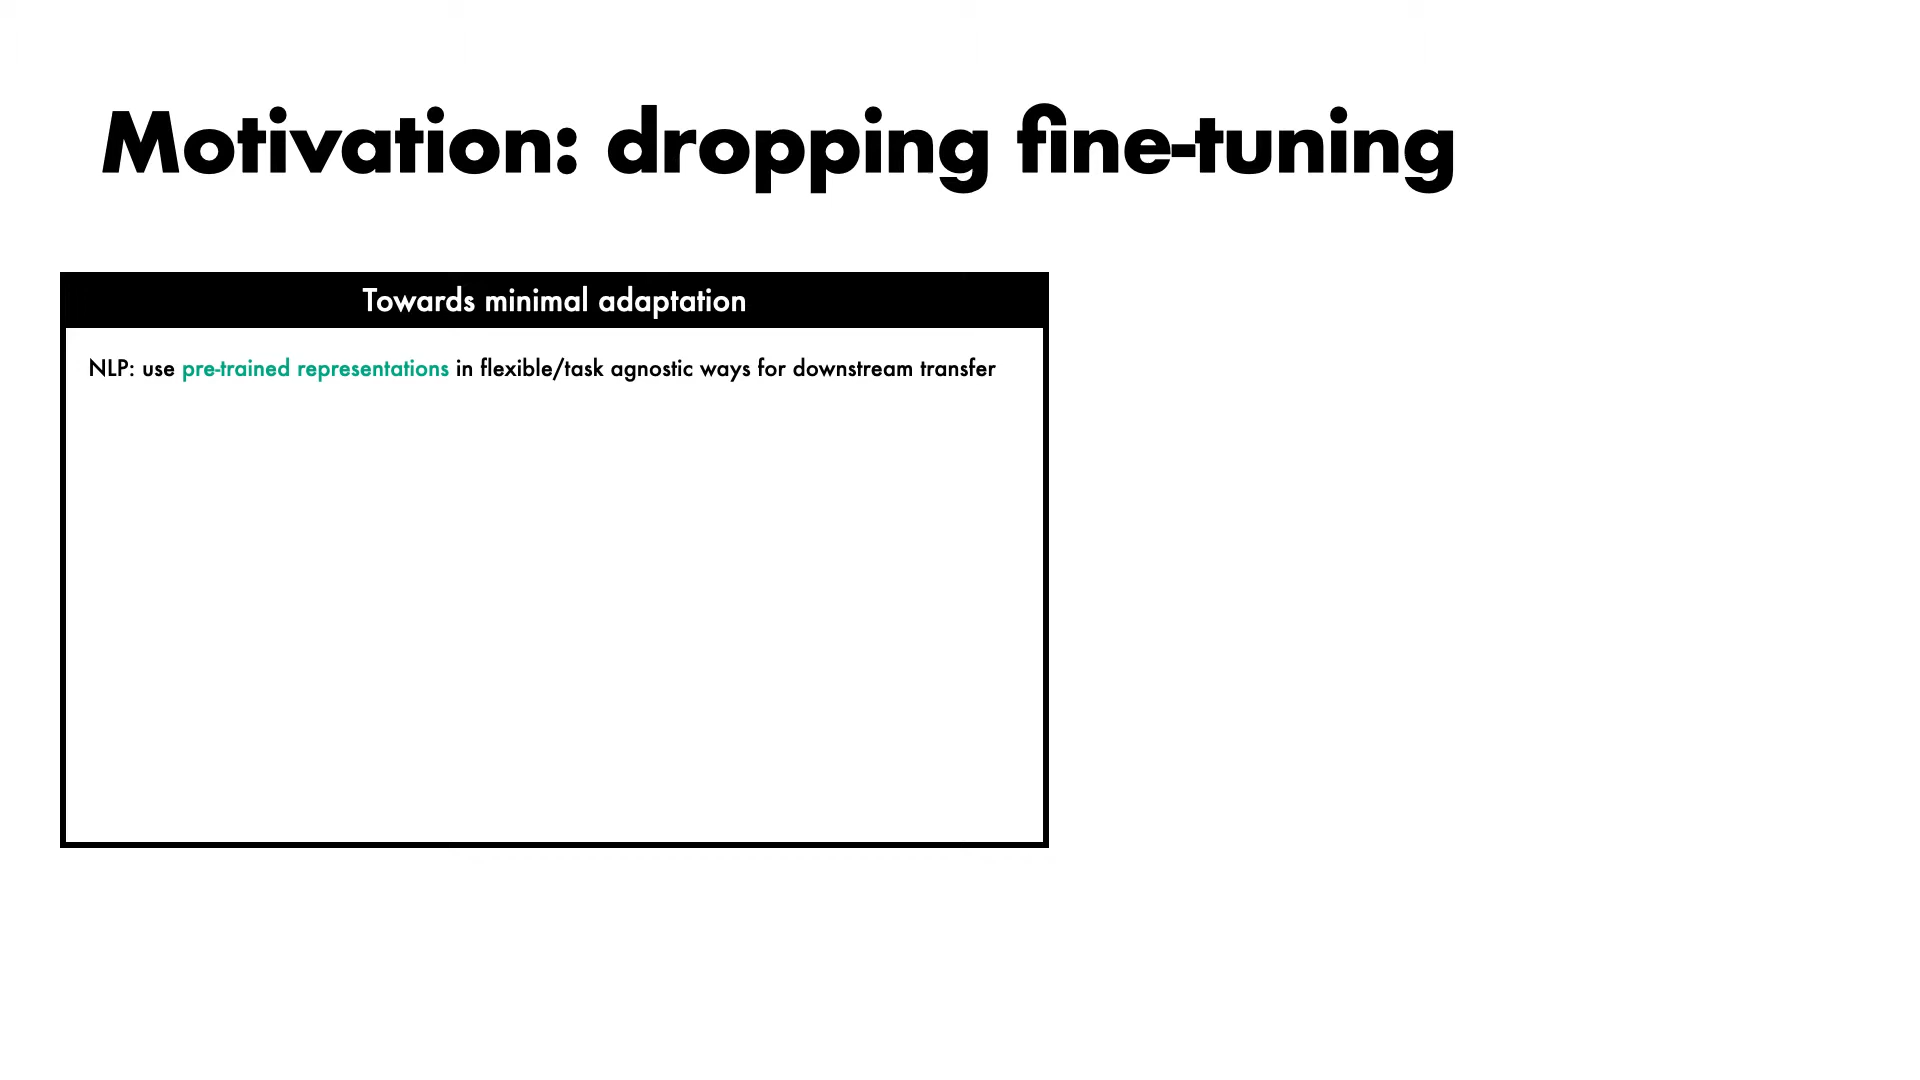 Motivation: dropping fine-tuning
Towards minimal adaptation
NLP: use pre-trained representations in flexible/task agnostic ways for downstream transfer